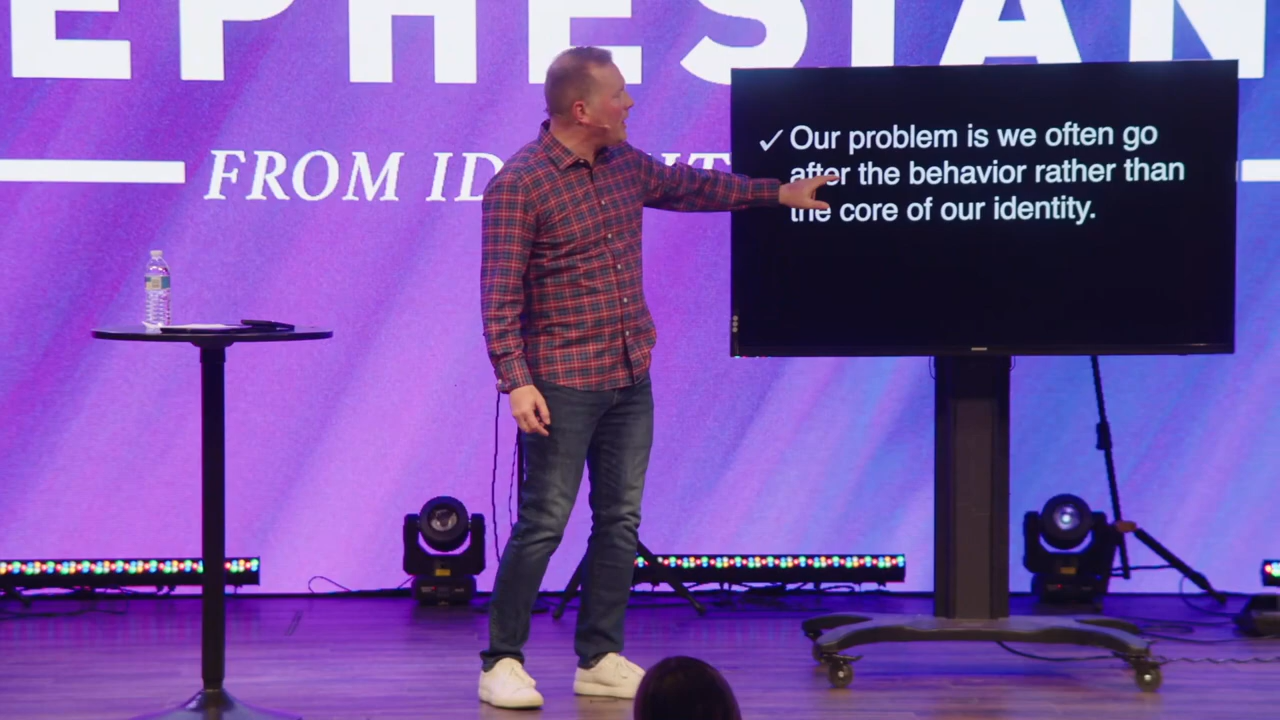 EPHESIAN
FROM
✓ Our problem is we often go
after the behavior rather than
the core of our identity.